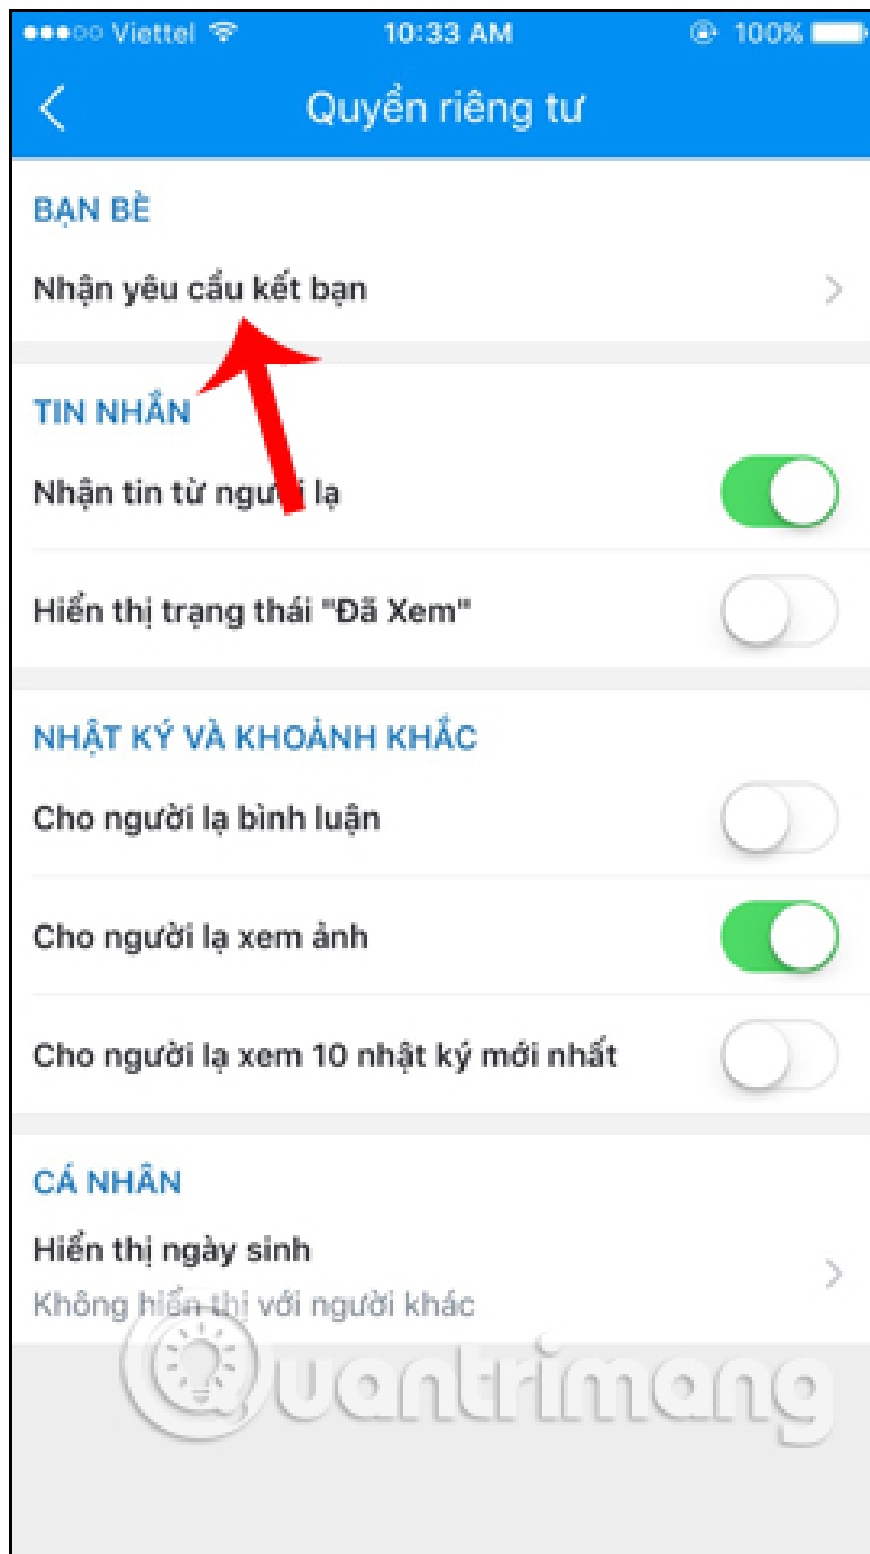 Viettel 10:33 AM 100%
Quyền riêng tư
BẠN BÈ
Nhận yêu cầu kết bạn
TIN NHẮN
Nhận tin từ người lạ
Hiển thị trạng thái "Đã Xem"
NHẬT KÝ VÀ KHOẢNH KHẮC
Cho người lạ bình luận
Cho người lạ xem ảnh
Cho người lạ xem 10 nhật ký mới nhất
CÁ NHÂN
Hiển thị ngày sinh
Không hiển thị với người khác
Quantrimang